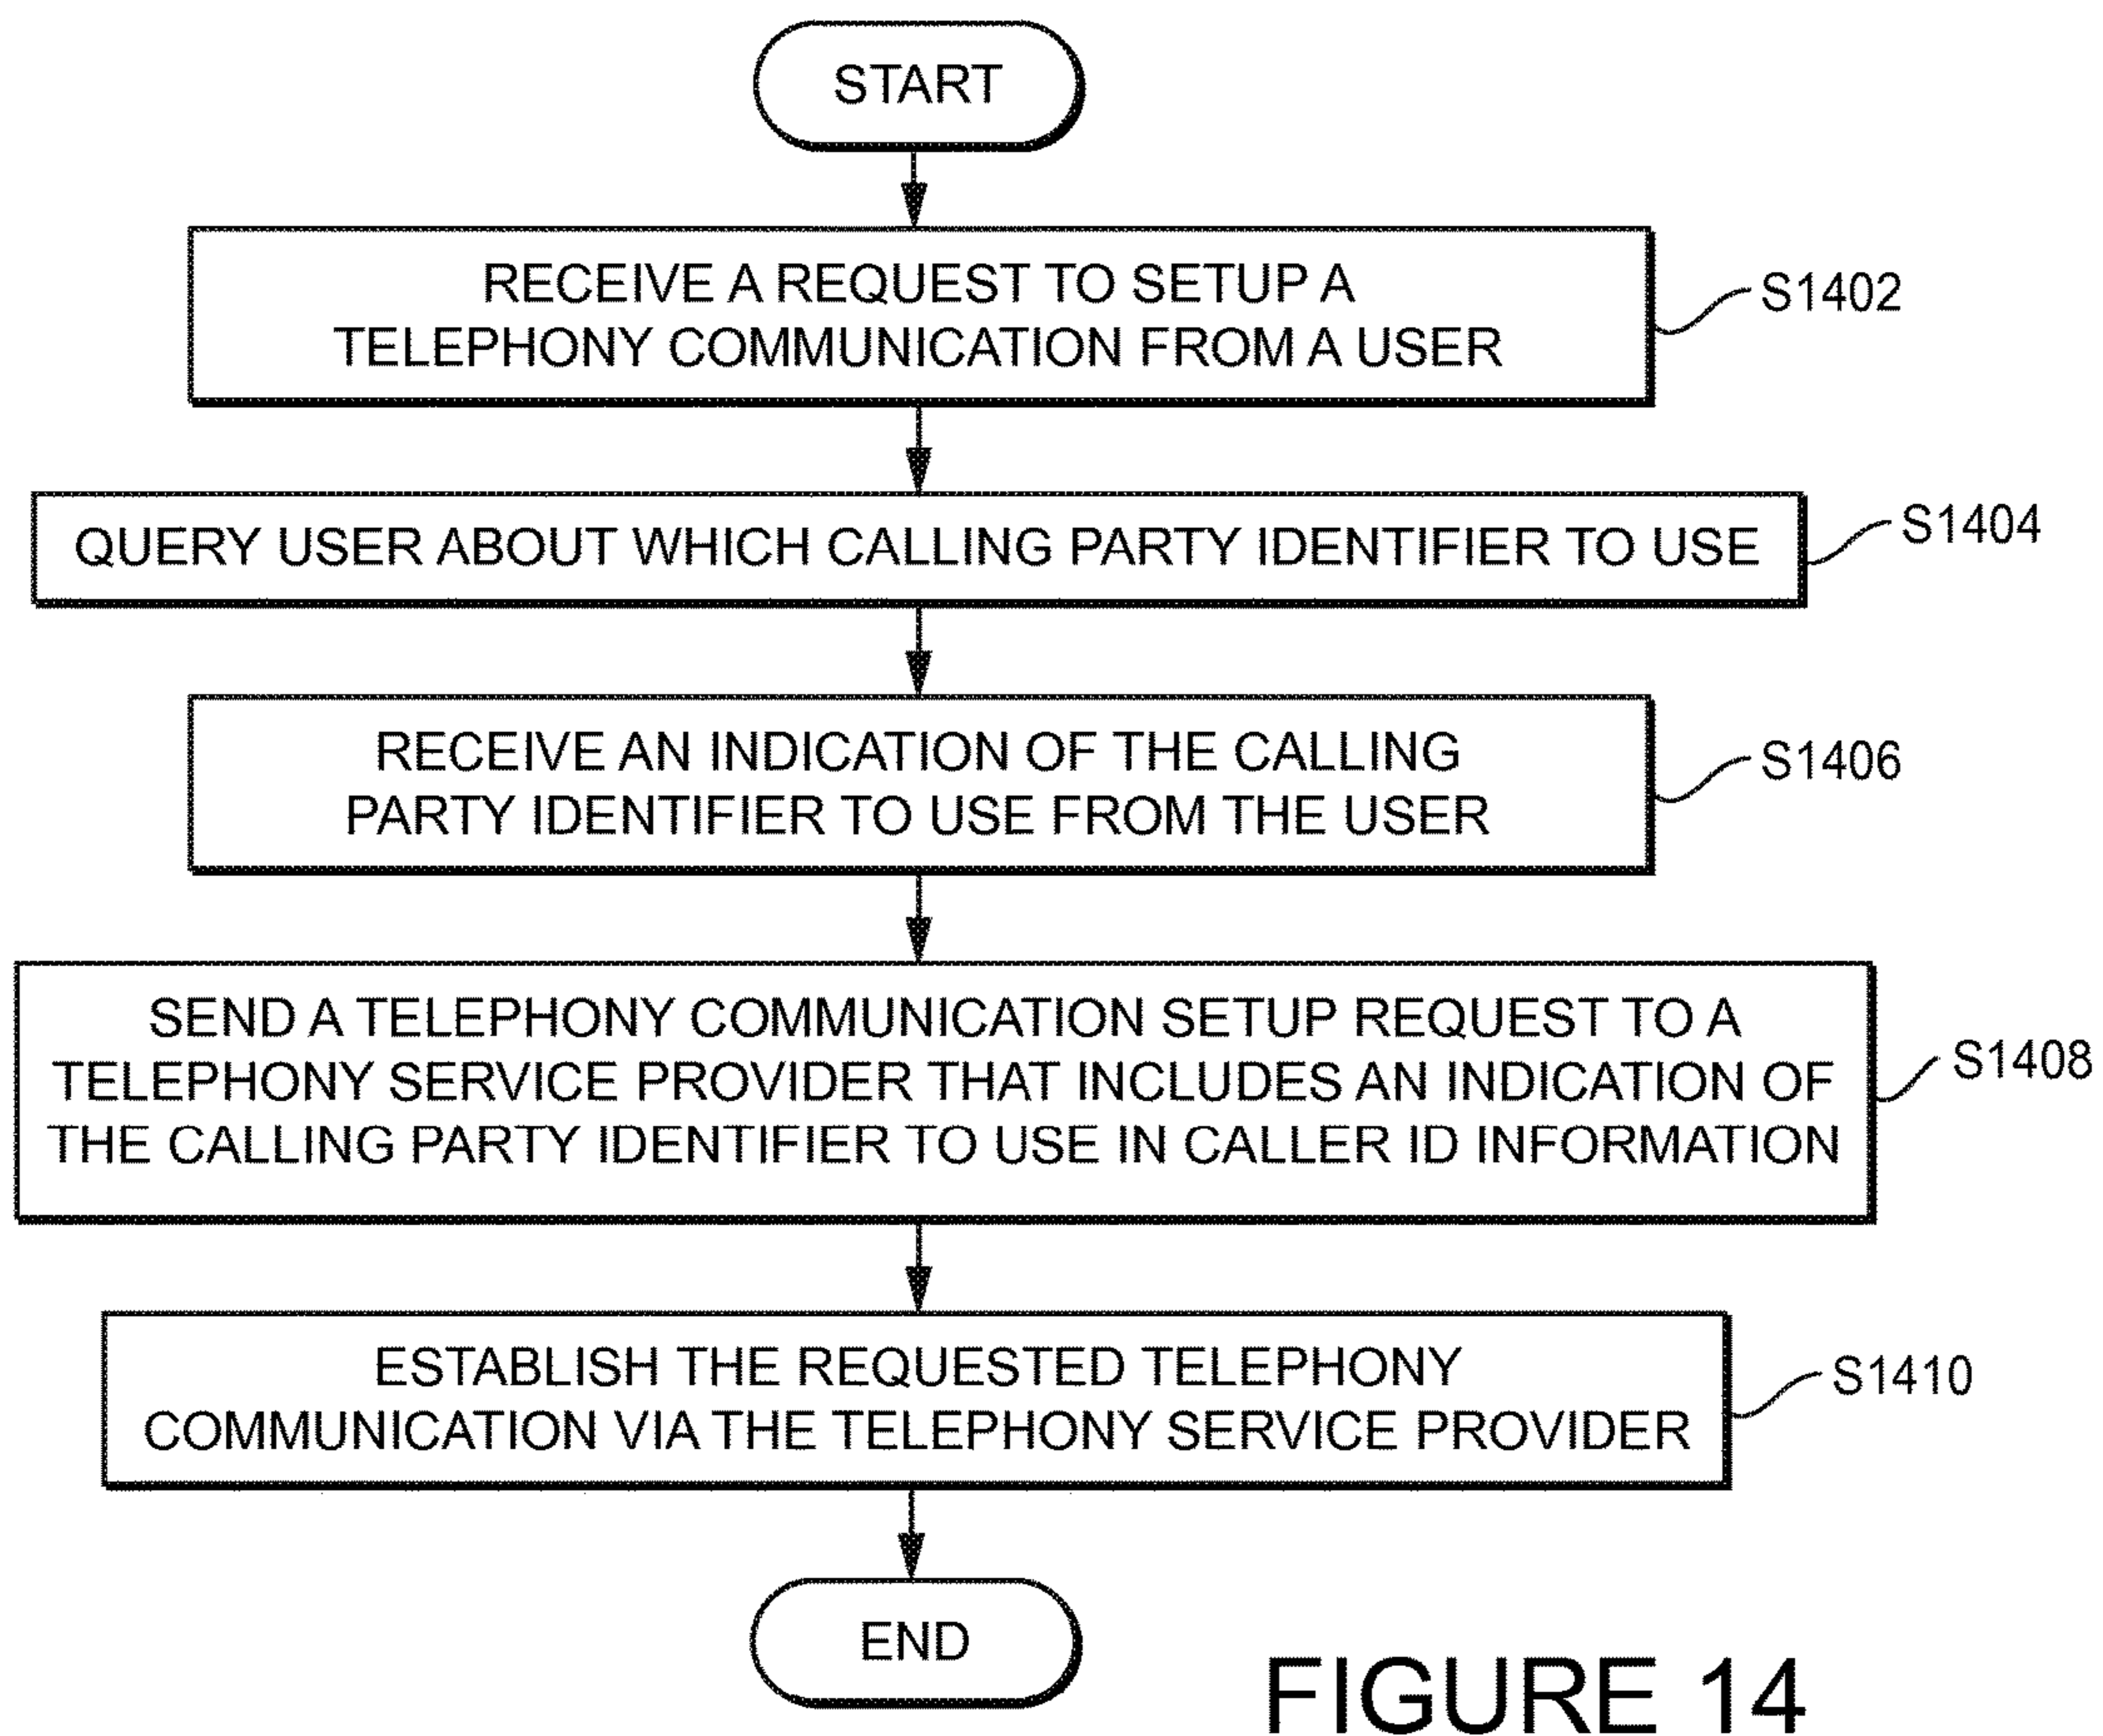 START
RECEIVE A REQUEST TO SETUP A
TELEPHONY COMMUNICATION FROM A USER
S1402
QUERY USER ABOUT WHICH CALLING PARTY IDENTIFIER TO USE
S1404
RECEIVE AN INDICATION OF THE CALLING
PARTY IDENTIFIER TO USE FROM THE USER
S1406
SEND A TELEPHONY COMMUNICATION SETUP REQUEST TO A
TELEPHONY SERVICE PROVIDER THAT INCLUDES AN INDICATION OF
THE CALLING PARTY IDENTIFIER TO USE IN CALLER ID INFORMATION
S1408
ESTABLISH THE REQUESTED TELEPHONY
COMMUNICATION VIA THE TELEPHONY SERVICE PROVIDER
S1410
END
FIGURE 14